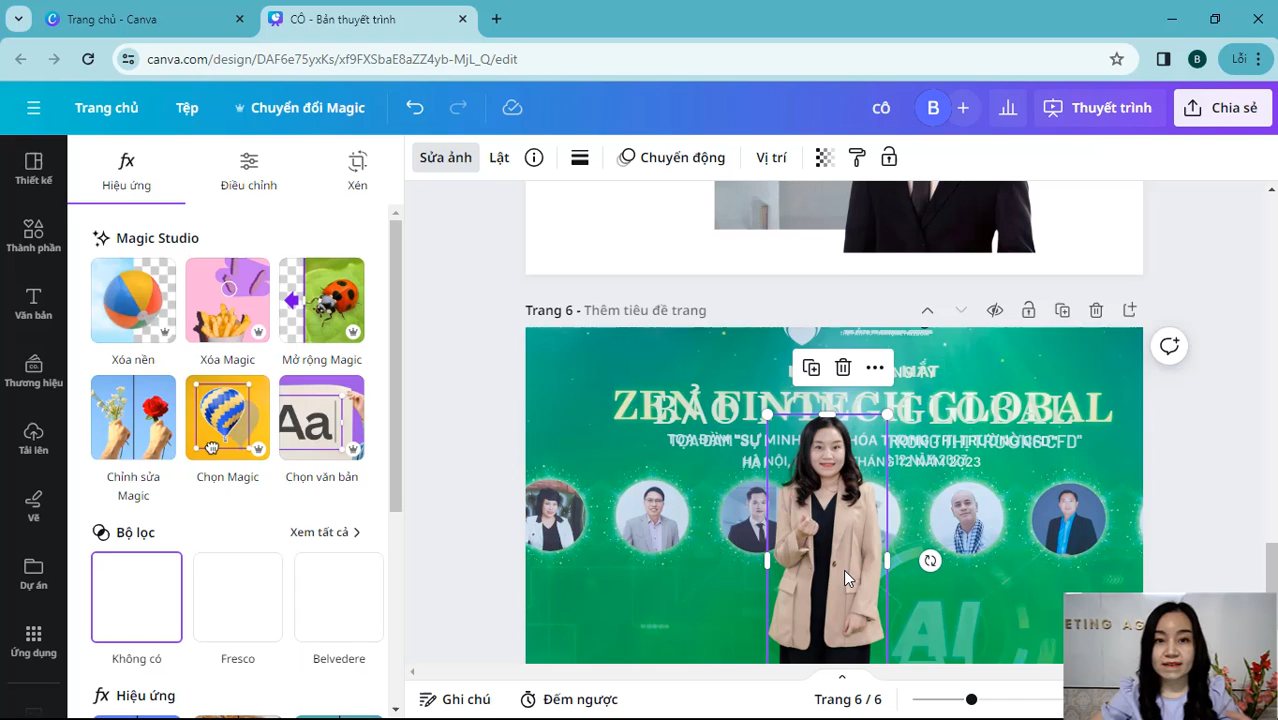 Trang chủ - Canva
CÔ - Bản thuyết trình
canva.com/design/DAF6e75yxKs/xf9FXSbaE8aZZ4yb-MjL_Q/edit
B
Lỗi
Trang chủ
Tệp
Chuyển đổi Magic
CÔ
B
Thuyết trình
Chia sẻ
Thiết kế
Thành phần
Văn bản
CO.
Thương hiệu
Tải lên
Vẽ
Dự án
Ứng dụng
Hiệu ứng
Điều chỉnh
Xén
Magic Studio
Xóa nền
Xóa Magic
Mở rộng Magic
Aa
Chỉnh sửa
Magic
Chọn Magic
Chọn văn bản
Bộ lọc
Xem tất cả
Không có
Fresco
Belvedere
Hiệu ứng
Sửa ảnh
Lật
Chuyển động
Vị trí
Trang 6 - Thêm tiêu đề trang
ZEN FINTECH GLOBAL
AI
ETING AG
Ghi chú
Đếm ngược
Trang 6 / 6